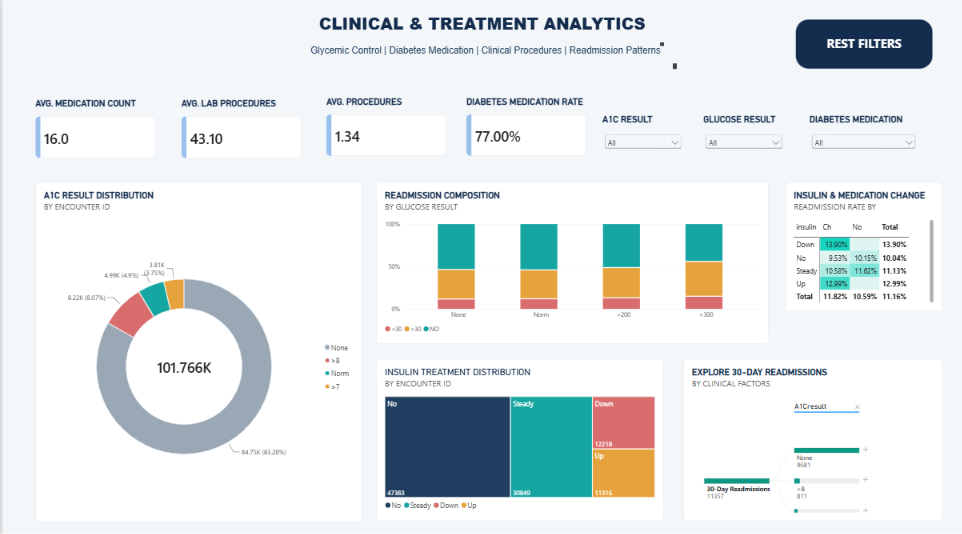 CLINICAL & TREATMENT ANALYTICS
Glycemic Control | Diabetes Medication | Clinical Procedures | Readmission Patterns
REST FILTERS
AVG. MEDICATION COUNT
16.0
AVG. LAB PROCEDURES
43.10
AVG. PROCEDURES
1.34
DIABETES MEDICATION RATE
77.00%
A1C RESULT
All
GLUCOSE RESULT
All
DIABETES MEDICATION
All
A1C RESULT DISTRIBUTION
BY ENCOUNTER ID
3.81K
(3.75%)
4.99K (4.9%)
8.22K (8.07%)
101.766K
84.75K (83.28%)
None
>8
Norm
>7
READMISSION COMPOSITION
BY GLUCOSE RESULT
100%
50%
0%
None Norm >200 >300
<30 >30 NO
INSULIN & MEDICATION CHANGE
READMISSION RATE BY
insulin Ch No Total
Down 13.90% 13.90%
No 9.53% 10.15% 10.04%
Steady 10.58% 11.62% 11.13%
Up 12.99% 12.99%
Total 11.82% 10.59% 11.16%
INSULIN TREATMENT DISTRIBUTION
BY ENCOUNTER ID
No
47383
Steady
30849
Down
12218
Up
11316
No Steady Down Up
EXPLORE 30-DAY READMISSIONS
BY CLINICAL FACTORS
A1Cresult
30-Day Readmissions
11357
None
9681
>8
811